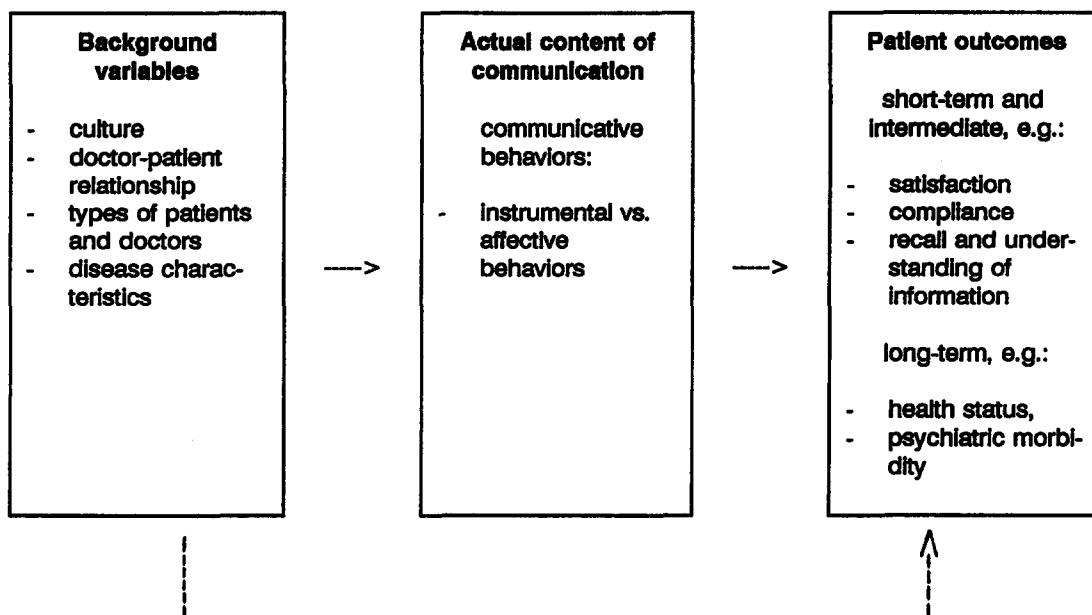 Background
variables
- culture
- doctor-patient
relationship
- types of patients
and doctors
- disease charac-
teristics
---->
Actual content of
communication
communicative
behaviors:
- instrumental vs.
affective
behaviors
---->
Patient outcomes
short-term and
intermediate, e.g.:
- satisfaction
- compliance
- recall and under-
standing of
information
long-term, e.g.:
- health status,
- psychiatric morbi-
dity